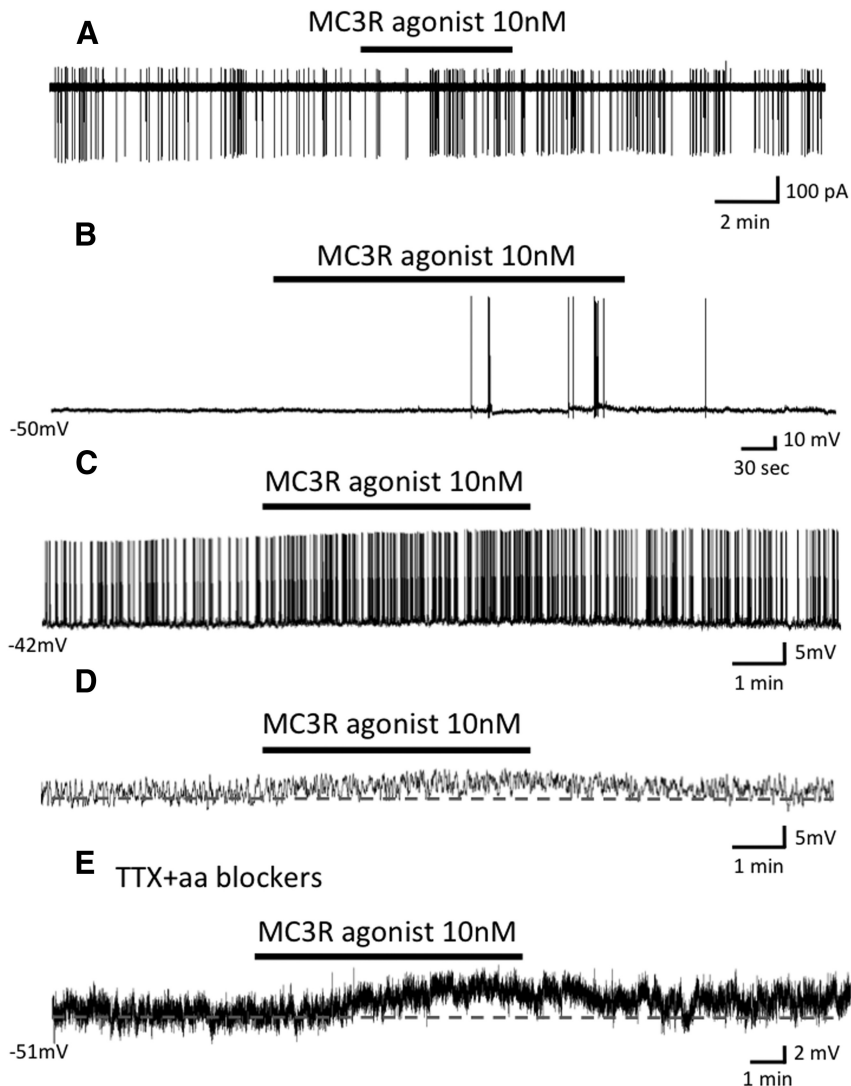 A
MC3R agonist 10nM
100 pA
2 min
B
MC3R agonist 10nM
-50mV
10 mV
30 sec
C
MC3R agonist 10nM
-42mV
5mV
1 min
D
MC3R agonist 10nM
5mV
1 min
E TTX+aa blockers
MC3R agonist 10nM
-51mV
2 mV
1 min